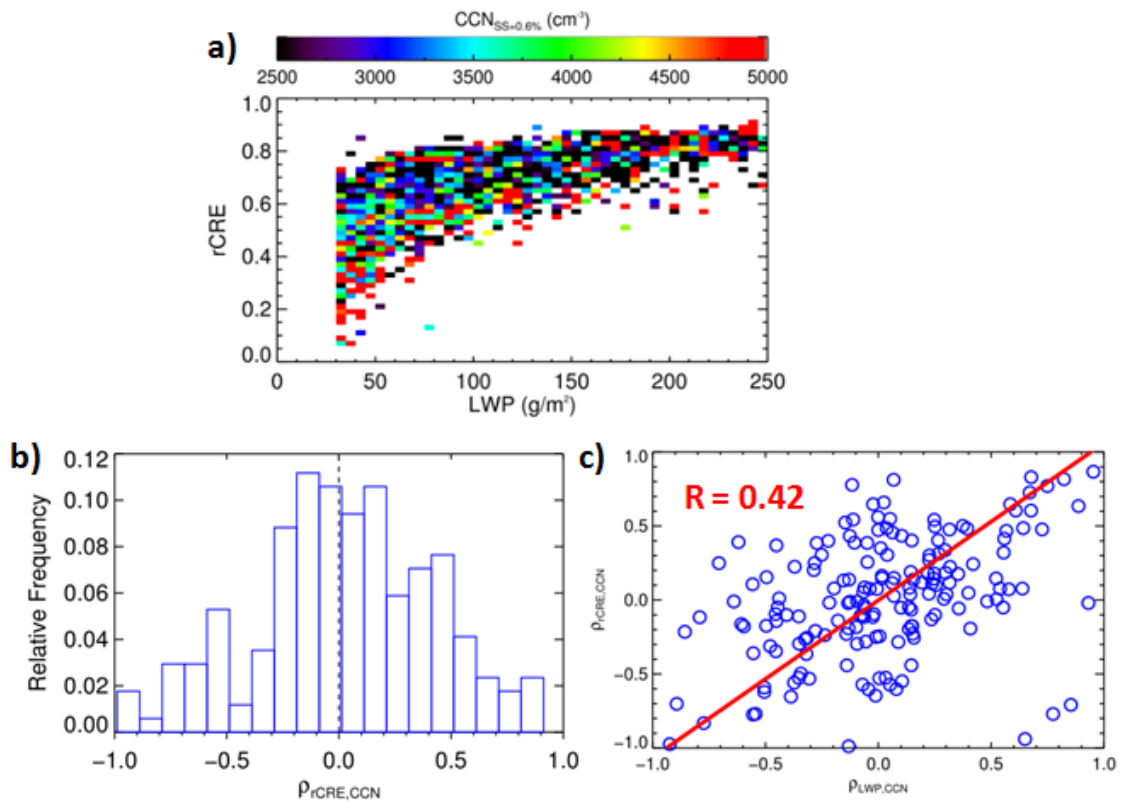 a)
CCN_SS=0.6% (cm⁻³)
2500 3000 3500 4000 4500 5000
rCRE
1.0
0.8
0.6
0.4
0.2
0.0
0 50 100 150 200 250
LWP (g/m²)
b)
Relative Frequency
0.12
0.10
0.08
0.06
0.04
0.02
0.00
−1.0 −0.5 0.0 0.5 1.0
ρrCRE,CCN
c)
R = 0.42
ρrCRE,CCN
1.0
0.5
0.0
−0.5
−1.0
−1.0 −0.5 0.0 0.5 1.0
ρLWP,CCN